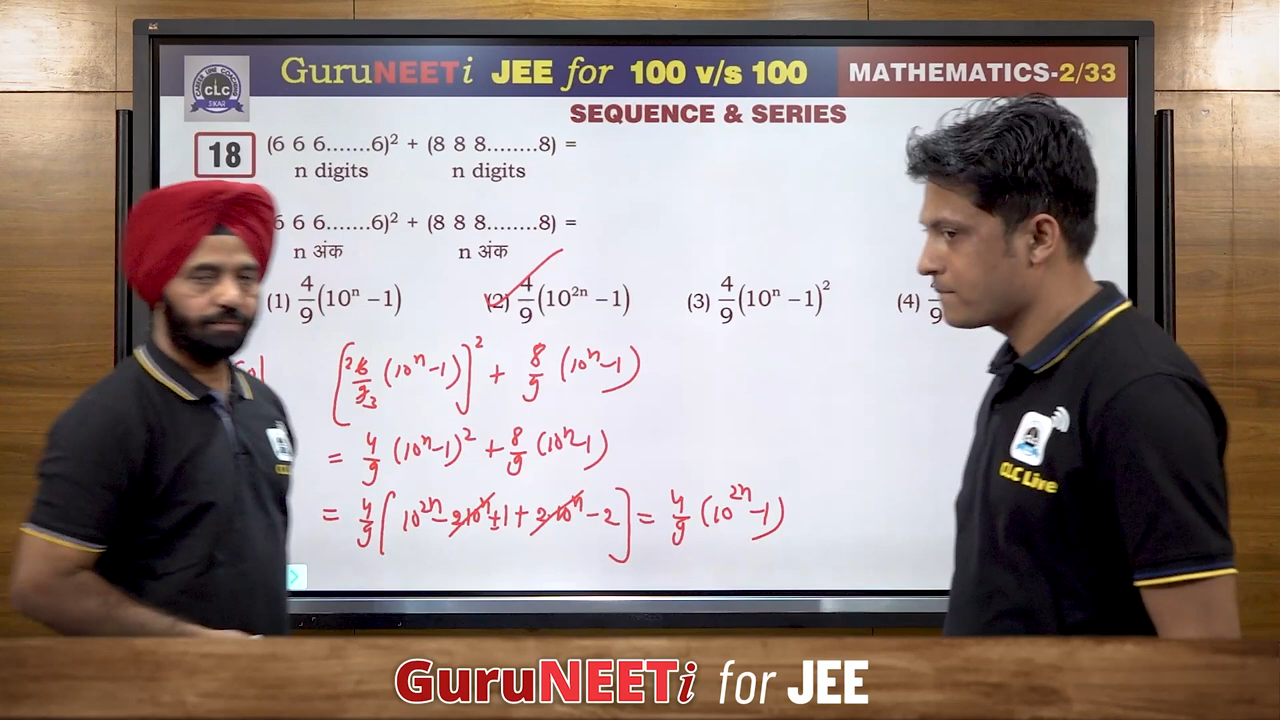 GuruNEETi JEE for 100 v/s 100 MATHEMATICS-2/33
CLC
SIKAR
SEQUENCE & SERIES
18 (6 6 6.......6)² + (8 8 8........8) =
n digits n digits
6 6 6.......6)² + (8 8 8........8) =
n अंक n अंक
(1) 4/9(10ⁿ −1) (2) 4/9(10²ⁿ −1) (3) 4/9(10ⁿ −1)² (4) 9
[²6/9₃ (10ⁿ-1)]² + 8/9 (10ⁿ-1)
= 4/9 (10ⁿ-1)² + 8/9 (10ⁿ-1)
= 4/9 [10²ⁿ - 2·10ⁿ + 1 + 2·10ⁿ - 2] = 4/9 (10²ⁿ-1)
CLC Live
GuruNEETi for JEE